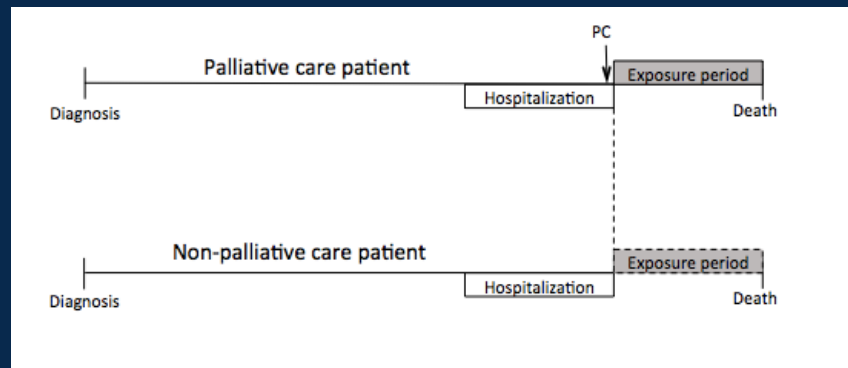 PC
Palliative care patient
Exposure period
Hospitalization
Diagnosis
Death
Non-palliative care patient
Exposure period
Hospitalization
Diagnosis
Death